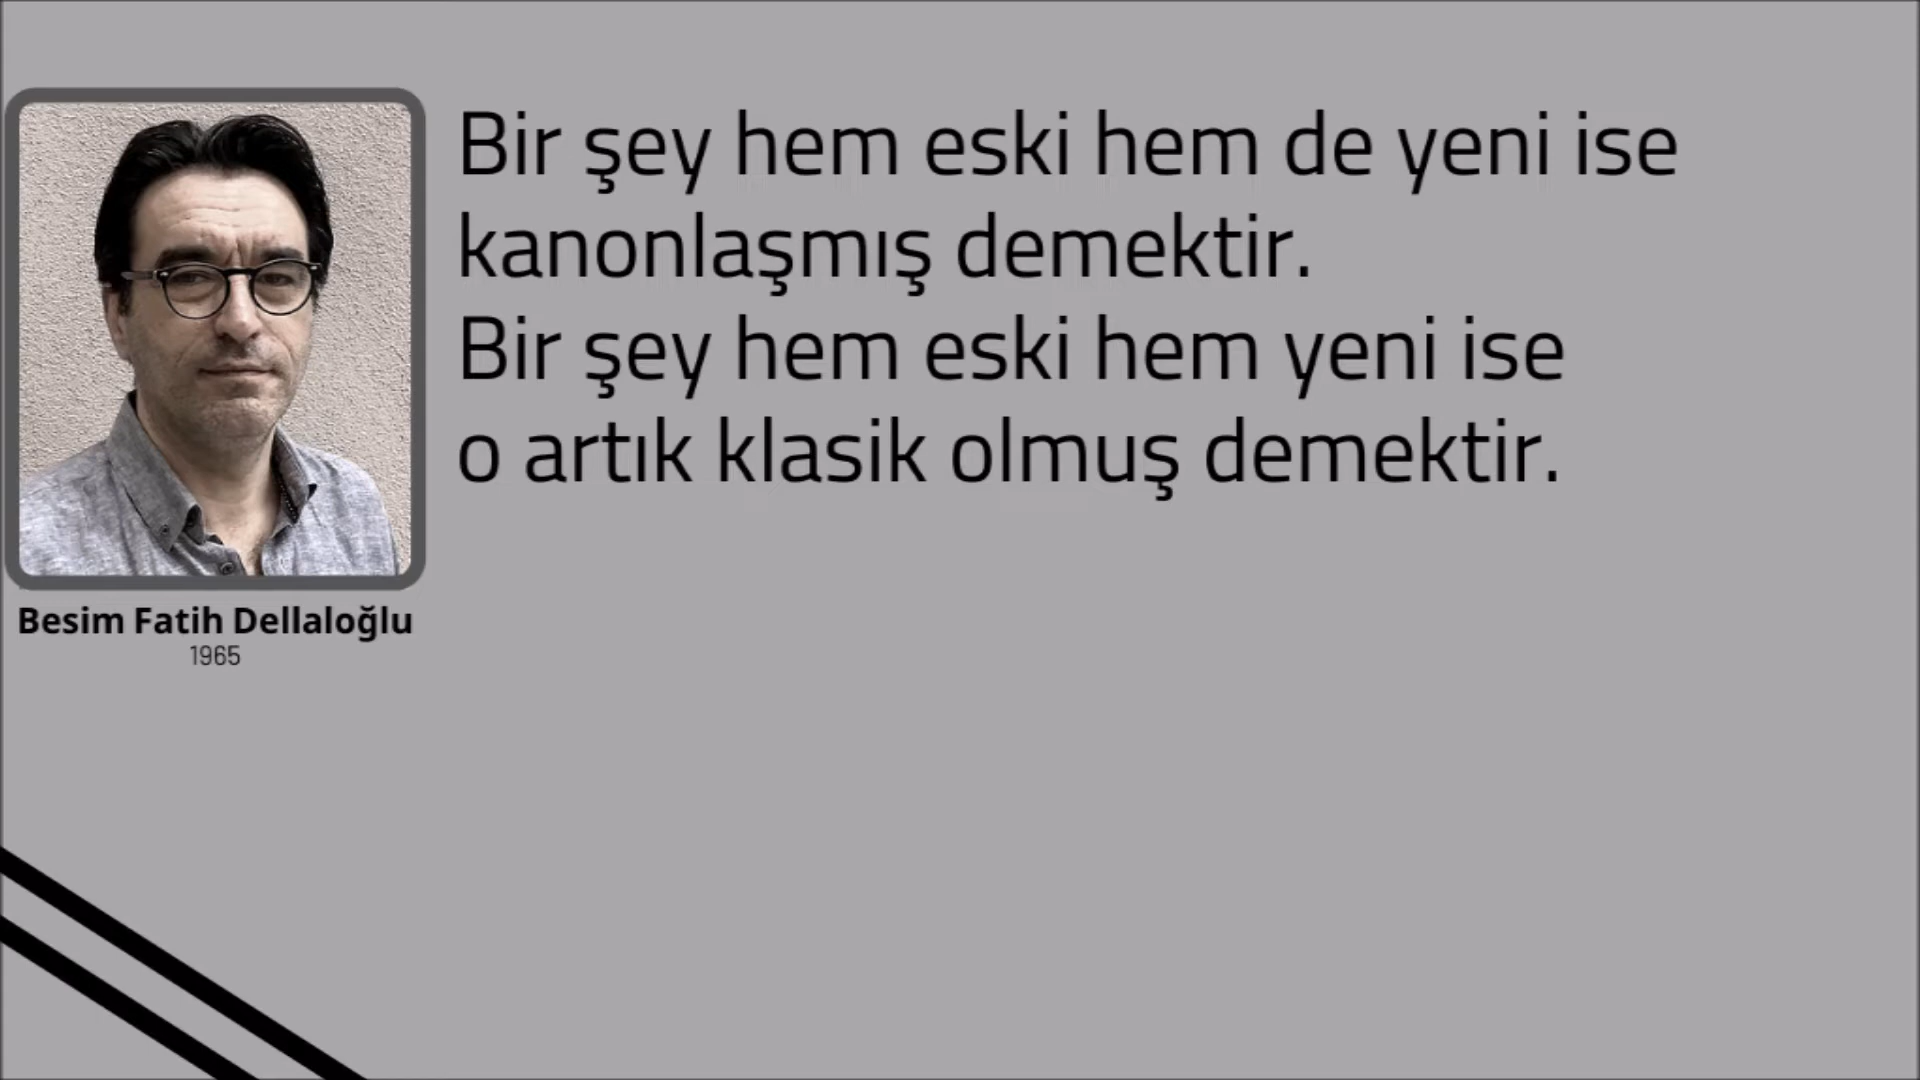 Bir şey hem eski hem de yeni ise
kanonlaşmış demektir.
Bir şey hem eski hem yeni ise
o artık klasik olmuş demektir.
Besim Fatih Dellaloğlu
1965